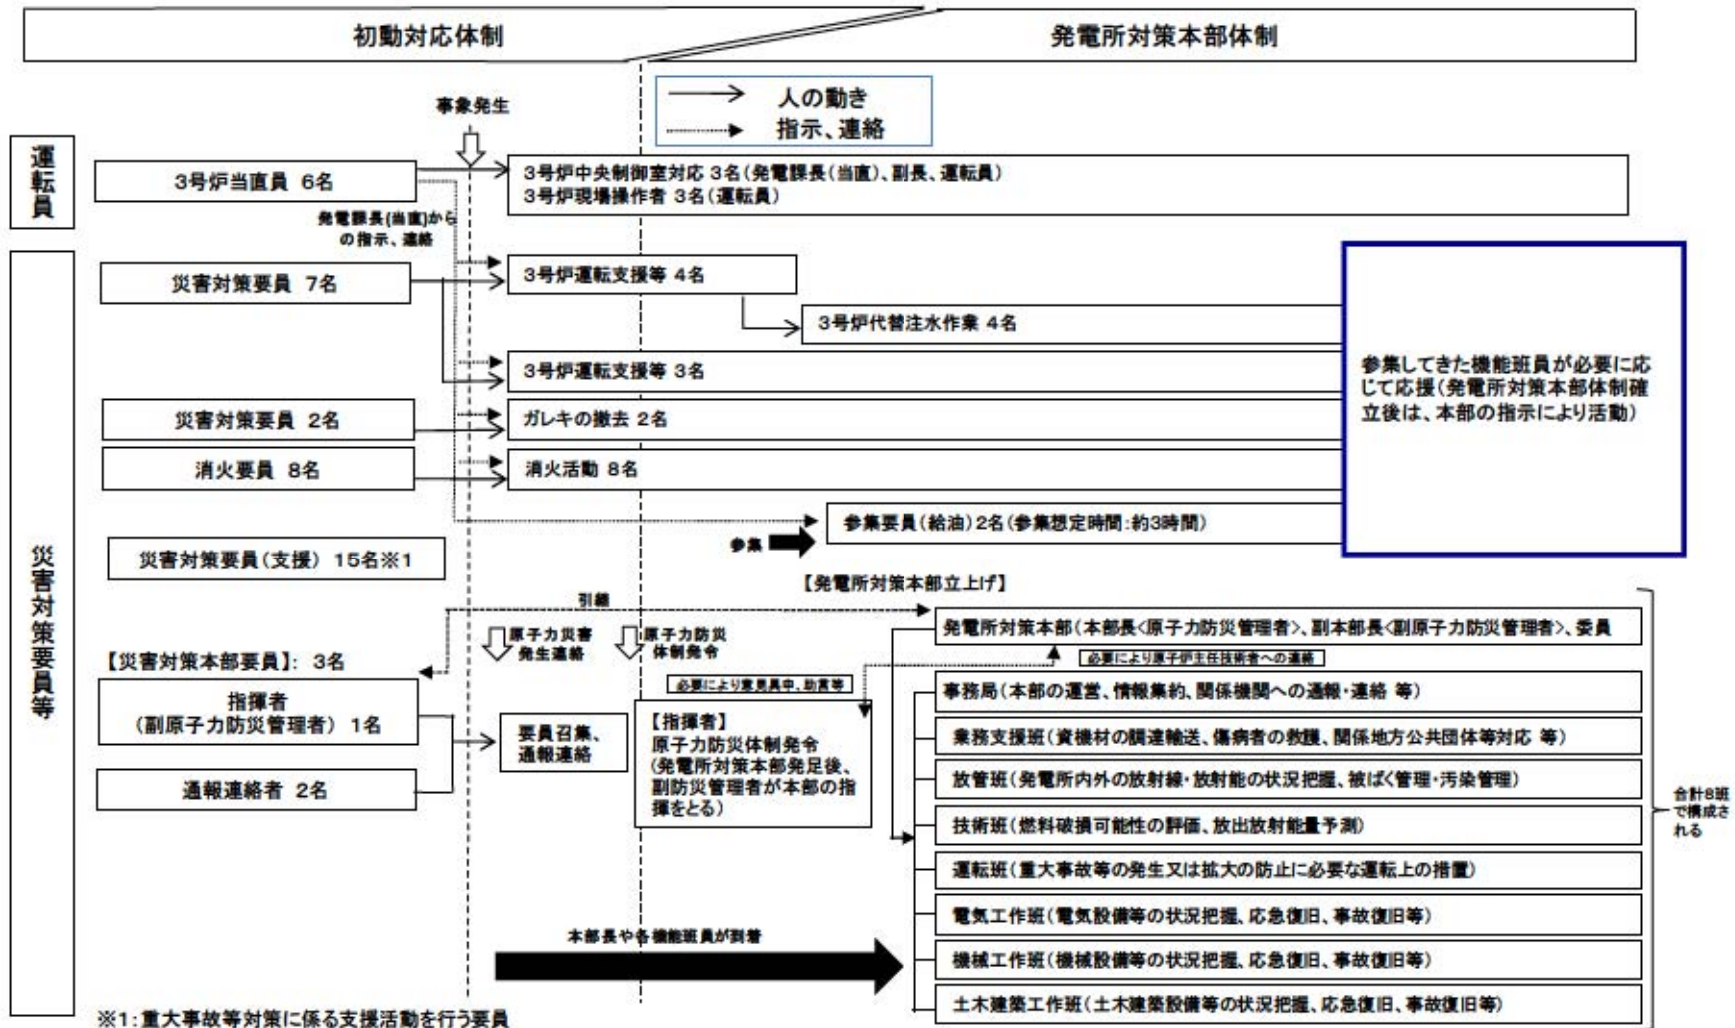 初動対応体制
発電所対策本部体制
人の動き
指示、連絡
事象発生
運転員
3号炉当直員 6名
3号炉中央制御室対応 3名(発電課長(当直)、副長、運転員)
3号炉現場操作者 3名(運転員)
発電課長(当直)から
の指示、連絡
災害対策要員等
災害対策要員 7名
3号炉運転支援等 4名
3号炉代替注水作業 4名
3号炉運転支援等 3名
災害対策要員 2名
ガレキの撤去 2名
消火要員 8名
消火活動 8名
参集してきた機能班員が必要に応
じて応援(発電所対策本部体制確
立後は、本部の指示により活動)
参集要員(給油)2名(参集想定時間:約3時間)
参集
災害対策要員(支援) 15名※1
【発電所対策本部立上げ】
引継
発電所対策本部(本部長<原子力防災管理者>、副本部長<副原子力防災管理者>、委員
原子力災害
発生連絡
原子力防災
体制発令
必要により原子炉主任技術者への連絡
【災害対策本部要員】: 3名
指揮者
(副原子力防災管理者) 1名
通報連絡者 2名
要員召集、
通報連絡
必要により意見具申、助言等
【指揮者】
原子力防災体制発令
(発電所対策本部発足後、
副防災管理者が本部の指
揮をとる)
事務局(本部の運営、情報集約、関係機関への通報・連絡 等)
業務支援班(資機材の調達輸送、傷病者の救護、関係地方公共団体等対応 等)
放管班(発電所内外の放射線・放射能の状況把握、被ばく管理・汚染管理)
技術班(燃料破損可能性の評価、放出放射能量予測)
運転班(重大事故等の発生又は拡大の防止に必要な運転上の措置)
電気工作班(電気設備等の状況把握、応急復旧、事故復旧等)
機械工作班(機械設備等の状況把握、応急復旧、事故復旧等)
土木建築工作班(土木建築設備等の状況把握、応急復旧、事故復旧等)
合計8班
で構成さ
れる
本部長や各機能班員が到着
※1:重大事故等対策に係る支援活動を行う要員